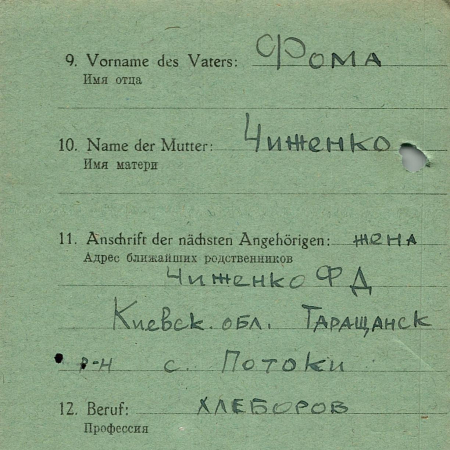 9. Vorname des Vaters: Фома
Имя отца
10. Name der Mutter: Чиженко
Имя матери
11. Anschrift der nächsten Angehörigen: жена
Адрес ближайших родственников
Чиженко Ф Д
Киевск. обл. Таращанск
р-н с. Потоки
12. Beruf: хлеборов
Профессия